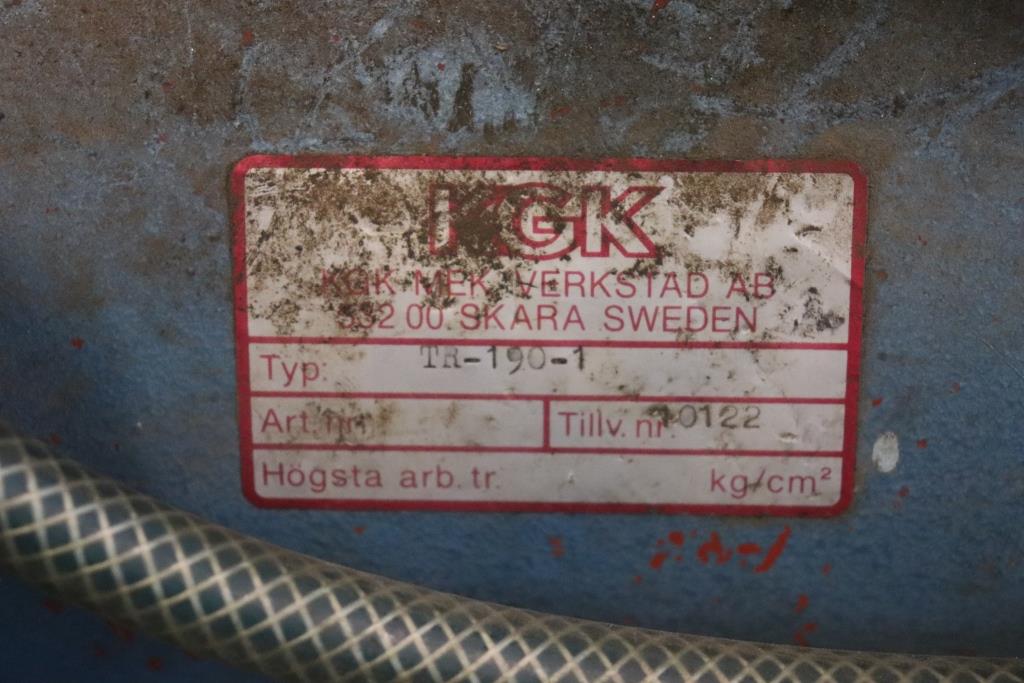 KGK
KGK MEK. VERKSTAD AB
532 00 SKARA SWEDEN
Typ: TR-190-1
Art. nr.
Tillv. nr. 10122
Högsta arb. tr. kg/cm²